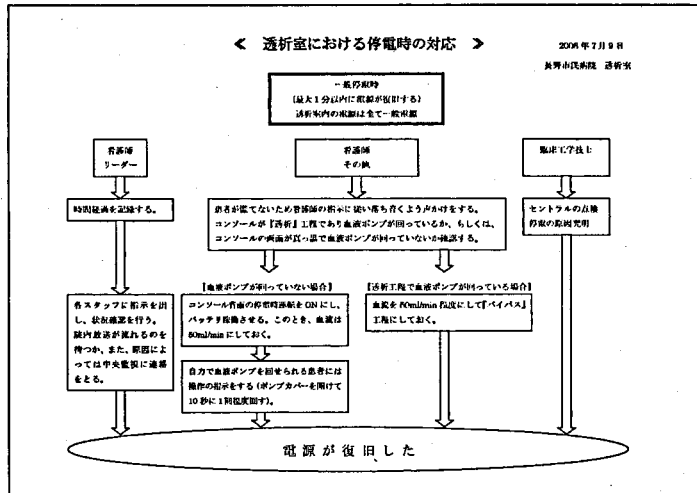 ≪ 透析室における停電時の対応 ≫
2008年7月9日
長野市民病院 透析室
一般停電時
(最大1分以内に電源が復旧する)
透析室内の電源は全て一般電源
看護師
リーダー
看護師
その他
臨床工学技士
時間経過を記録する。
患者が慌てないため看護師の指示に従い落ち着くよう声かけをする。
コンソールが『透析』工程であり血液ポンプが回っているか、もしくは、
コンソールの画面が真っ黒で血液ポンプが回っていないか確認する。
セントラルの点検
停電の原因究明
【血液ポンプが回っていない場合】
【透析工程で血液ポンプが回っている場合】
各スタッフに指示を出
し、状況確認を行う。
院内放送が流れるのを
待つか、また、原因によ
っては中央監視に連絡
をとる。
コンソール背面の停電時運転をONにし、
バッテリ稼働させる。このとき、血流は
80ml/minにしておく。
血流を80ml/min程度にして『バイパス』
工程にしておく。
自力で血液ポンプを回せられる患者には
操作の指示をする(ポンプカバーを開けて
10秒に1回程度回す)。
電源が復旧した